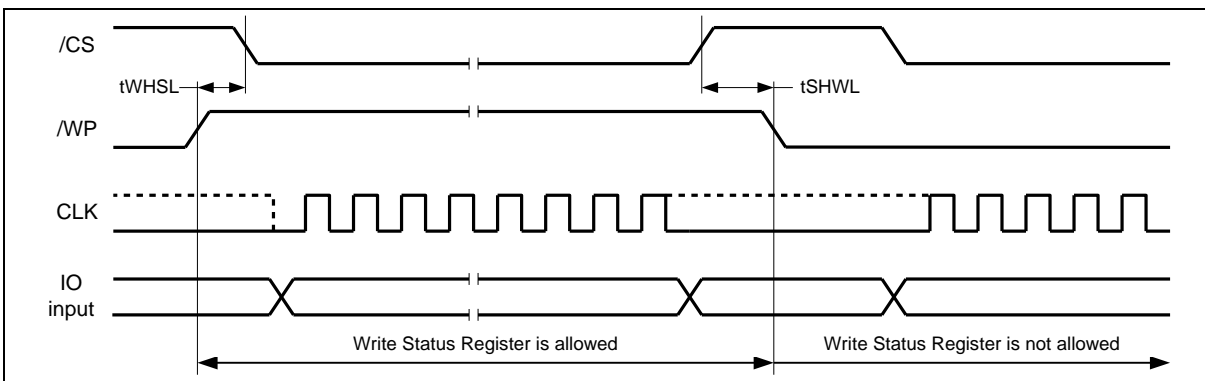 /CS
tWHSL
tSHWL
/WP
CLK
IO
input
Write Status Register is allowed
Write Status Register is not allowed